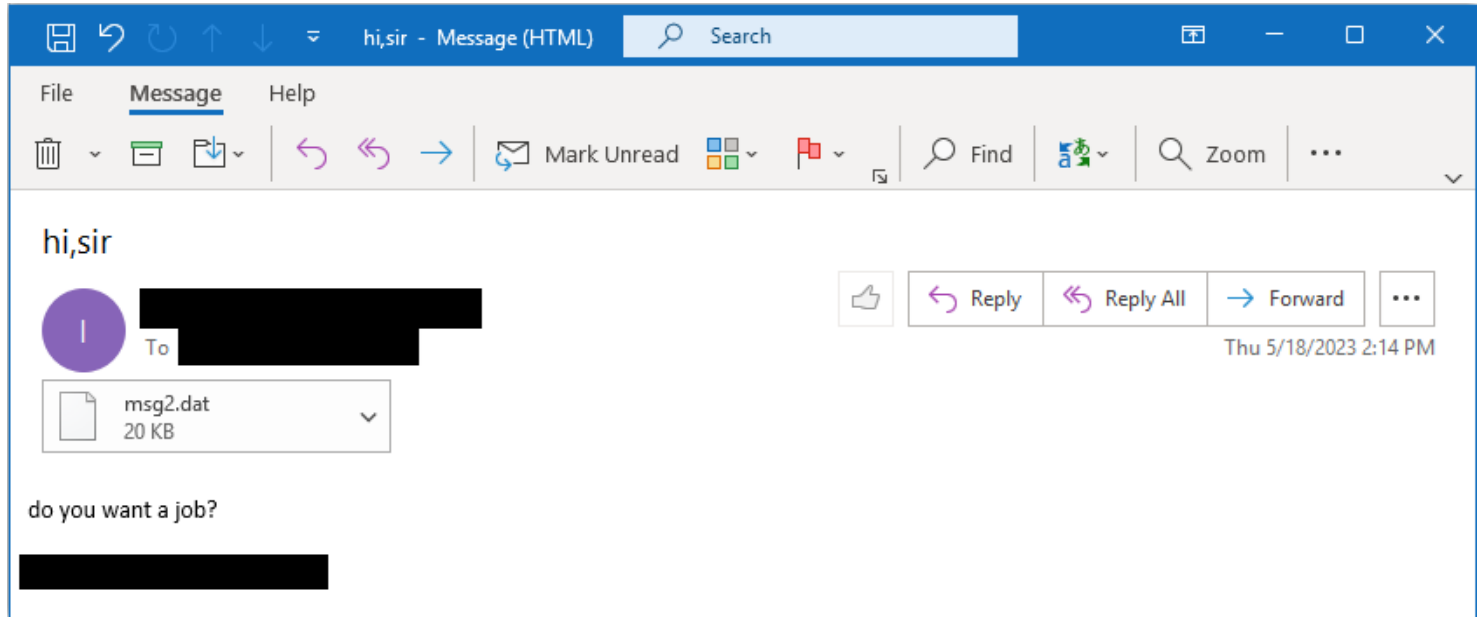 hi,sir - Message (HTML) Search
File Message Help
Mark Unread Find Zoom
hi,sir
Reply Reply All Forward
I
To
Thu 5/18/2023 2:14 PM
msg2.dat
20 KB
do you want a job?